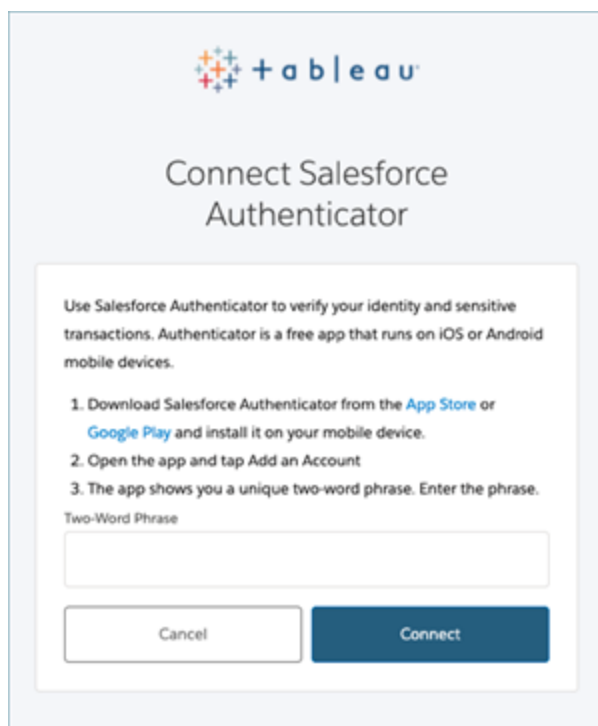 +ableau
Connect Salesforce
Authenticator
Use Salesforce Authenticator to verify your identity and sensitive
transactions. Authenticator is a free app that runs on iOS or Android
mobile devices.
1. Download Salesforce Authenticator from the App Store or
Google Play and install it on your mobile device.
2. Open the app and tap Add an Account
3. The app shows you a unique two-word phrase. Enter the phrase.
Two-Word Phrase
Cancel
Connect